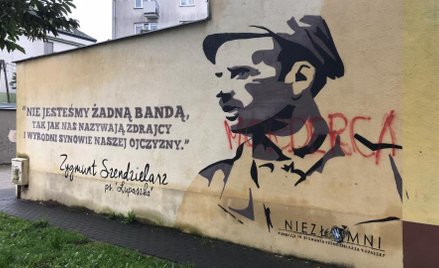 "NIE JESTEŚMY ŻADNĄ BANDĄ,
TAK JAK NAS NAZYWAJĄ ZDRAJCY
I WYRODNI SYNOWIE NASZEJ OJCZYZNY."
Zygmunt Szendzielarz
ps. "Łupaszka"
MORDERCA
NIEZŁOMNI